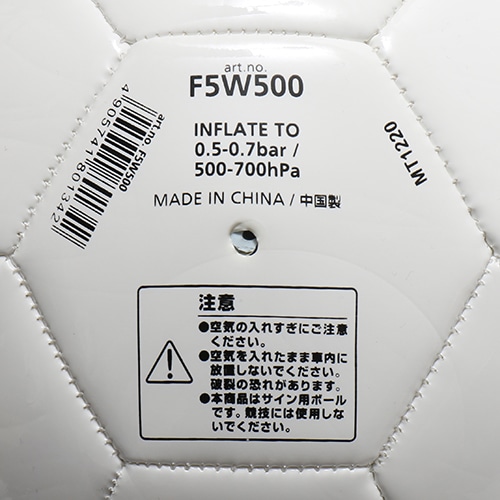 art.no.
F5W500
INFLATE TO
0.5-0.7bar /
500-700hPa
MADE IN CHINA / 中国製
art.no. F5W500
4 905741 801342
MT1220
注意
●空気の入れすぎにご注意
ください。
●空気を入れたまま車内に
放置しないでください。
破裂の恐れがあります。
●本商品はサイン用ボール
です。競技には使用しな
いでください。